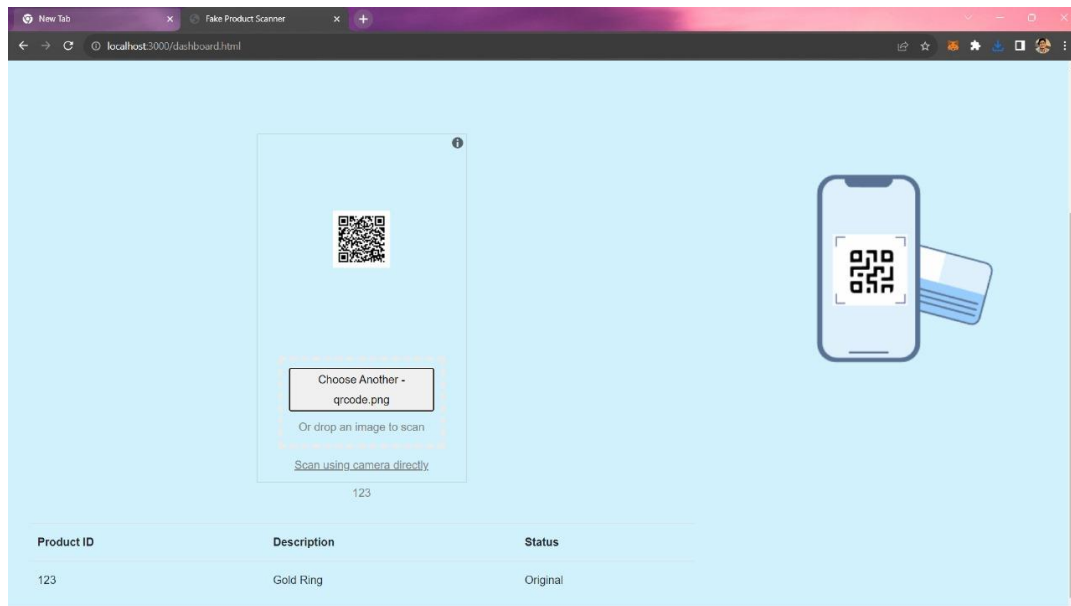 New Tab
Fake Product Scanner
localhost:3000/dashboard.html
Choose Another -
qrcode.png
Or drop an image to scan
Scan using camera directly
123
Product ID Description Status
123 Gold Ring Original